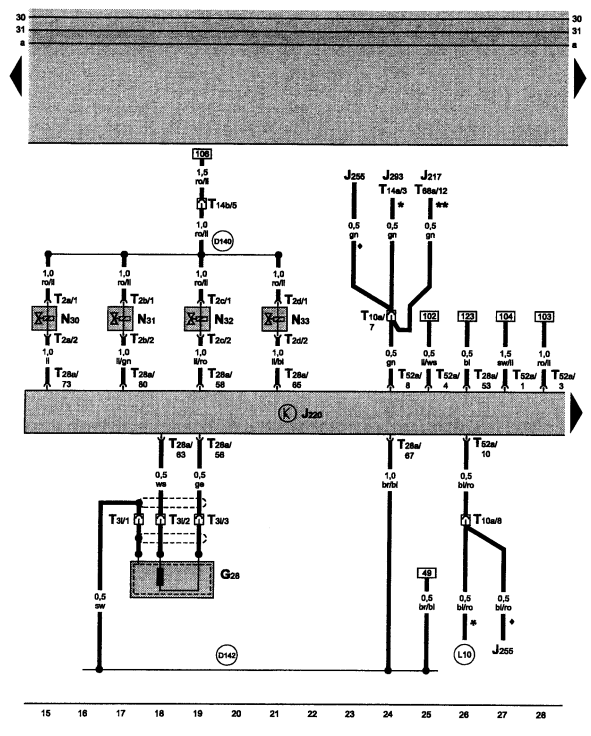 30 30
31 31
a a
106
1,5
ro/li
T14b/5
1,0
ro/li
D140
J255 J293 J217
T14a/3 T68a/12
* **
0,5 0,5 0,5
gn gn gn
♦
1,0 1,0 1,0 1,0
ro/li ro/li ro/li ro/li
T2a/1 T2b/1 T2c/1 T2d/1
N30 N31 N32 N33
T2a/2 T2b/2 T2c/2 T2d/2
T10a/
7
102 123 104 103
1,0 1,0 1,0 1,0 0,5 0,5 0,5 1,5 1,0
li li/gn li/ro li/bl gn li/ws bl sw/li ro/li
T28a/ T28a/ T28a/ T28a/ T52a/ T52a/ T28a/ T52a/ T52a/
73 80 58 65 8 4 53 1 3
K J220
T28a/ T28a/ T28a/ T52a/
63 56 67 10
0,5 0,5 1,0 0,5
ws ge br/bl bl/ro
T3l/1 T3l/2 T3l/3 T10a/8
G28
49
0,5 0,5 0,5 0,5
sw br/bl bl/ro bl/ro
* ♦
D142 L10 J255
15 16 17 18 19 20 21 22 23 24 25 26 27 28